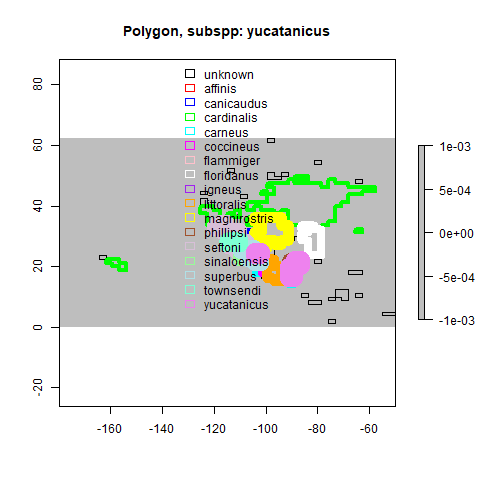 Polygon, subspp: yucatanicus
unknown
affinis
canicaudus
cardinalis
carneus
coccineus
flammiger
floridanus
igneus
littoralis
magnirostris
phillipsi
seftoni
sinaloensis
superbus
townsendi
yucatanicus
80
60
40
20
0
-20
-160
-140
-120
-100
-80
-60
1e-03
5e-04
0e+00
-5e-04
-1e-03